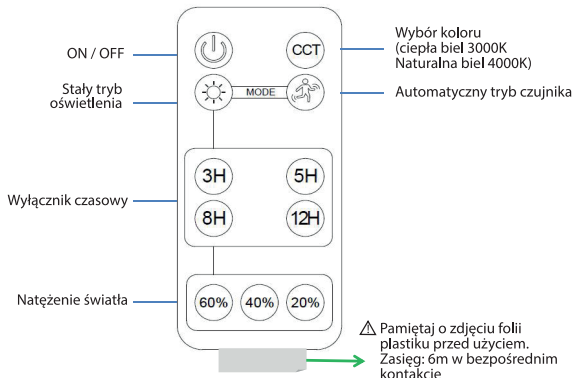 ON / OFF
CCT
Wybór koloru
(ciepła biel 3000K
Naturalna biel 4000K)
Stały tryb
oświetlenia
MODE
Automatyczny tryb czujnika
3H
5H
Wyłącznik czasowy
8H
12H
Natężenie światła
60%
40%
20%
Pamiętaj o zdjęciu folii
plastiku przed użyciem.
Zasięg: 6m w bezpośrednim
kontakcie